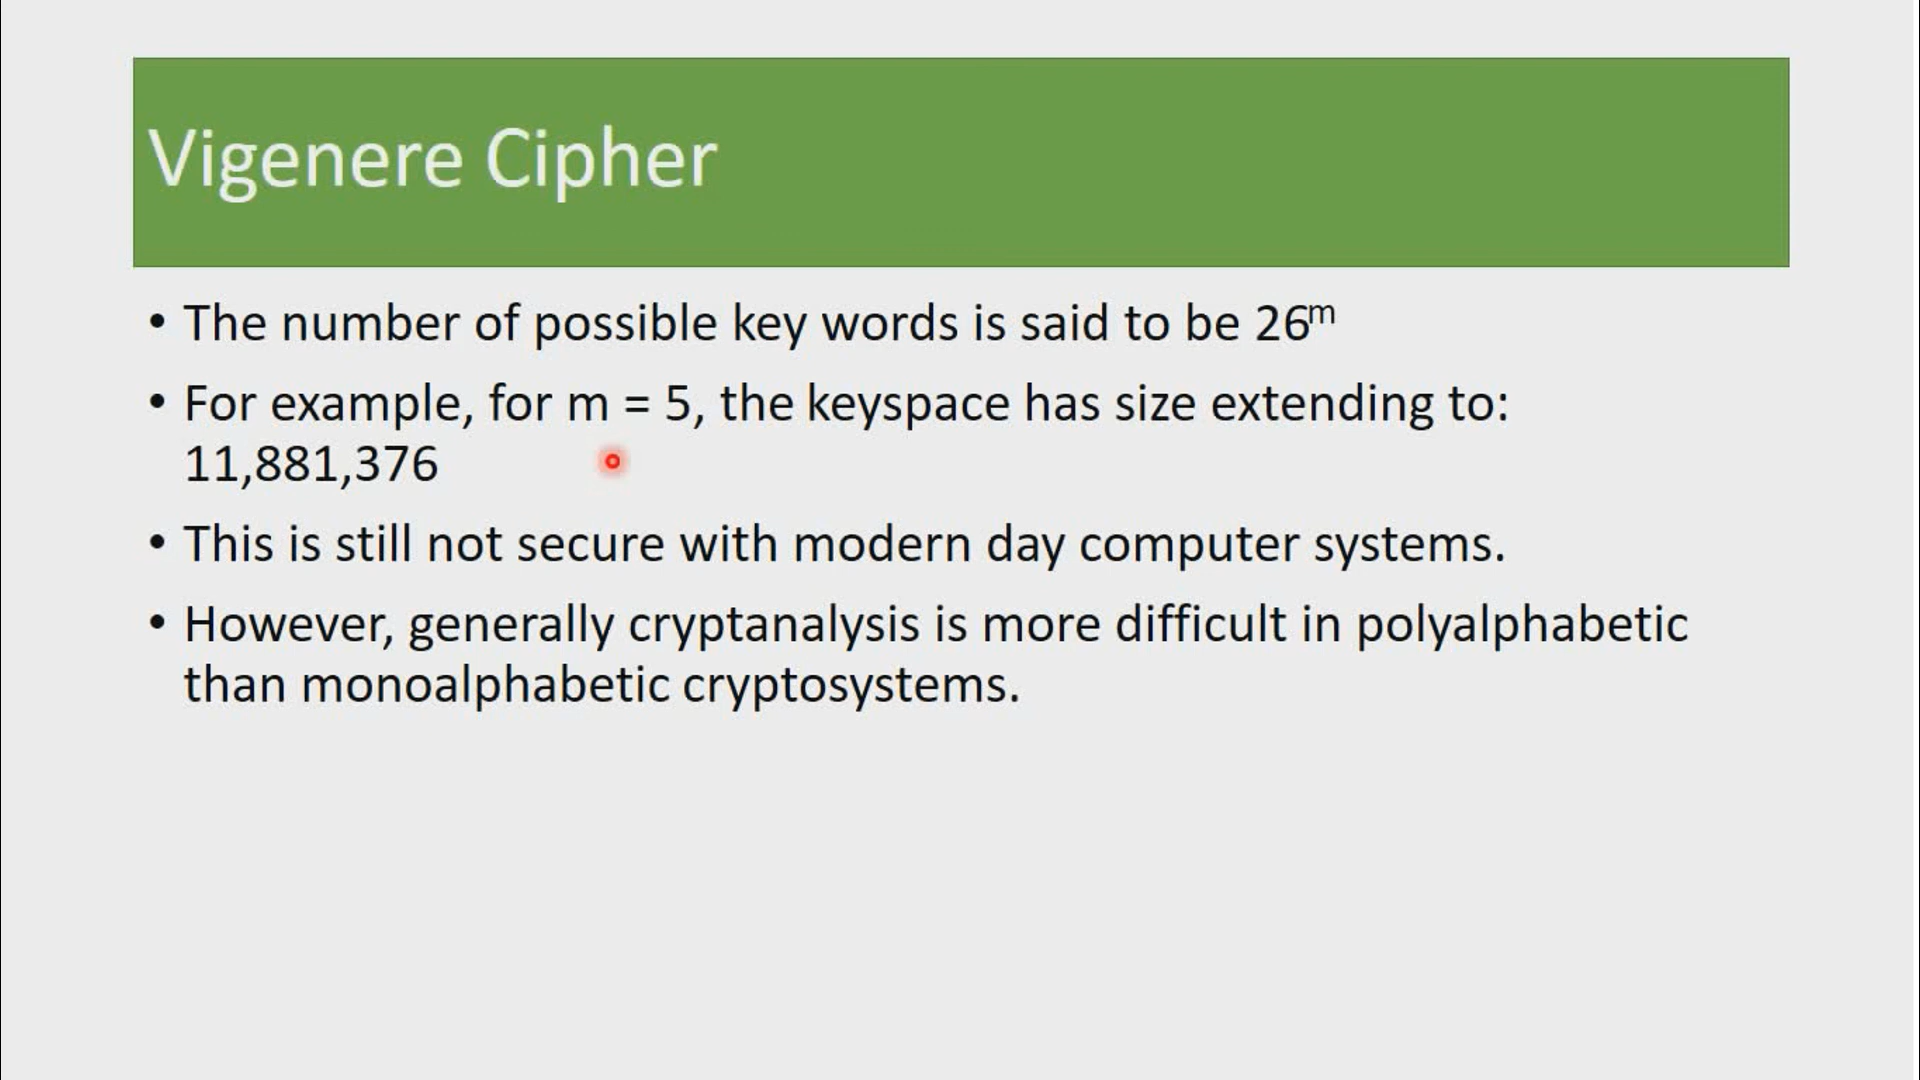 Vigenere Cipher
• The number of possible key words is said to be 26ᵐ
• For example, for m = 5, the keyspace has size extending to:
11,881,376
• This is still not secure with modern day computer systems.
• However, generally cryptanalysis is more difficult in polyalphabetic
than monoalphabetic cryptosystems.